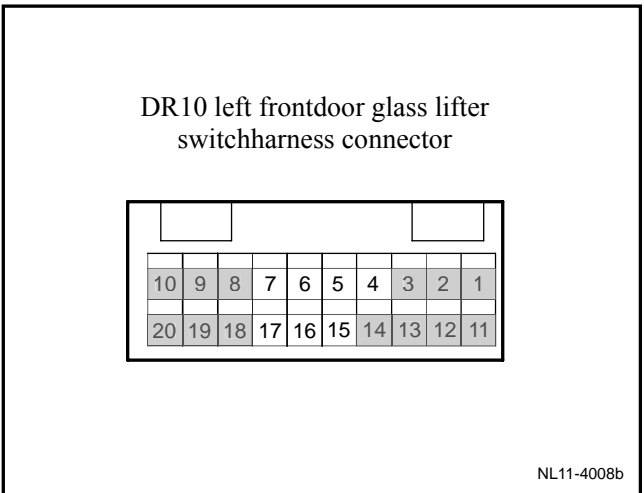 DR10 left frontdoor glass lifter
switchharness connector
10 9 8 7 6 5 4 3 2 1
20 19 18 17 16 15 14 13 12 11
NL11-4008b